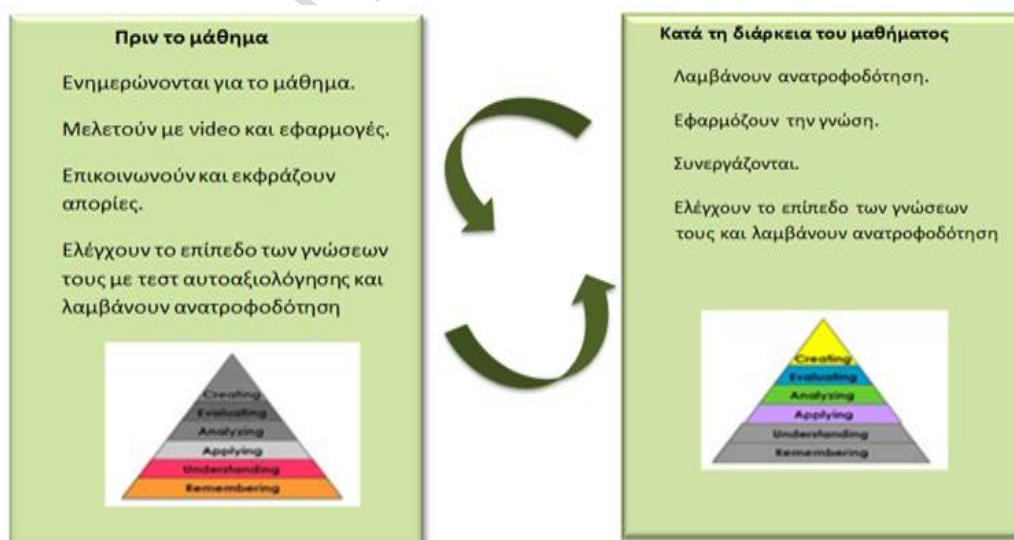 Πριν το μάθημα
Ενημερώνονται για το μάθημα.
Μελετούν με video και εφαρμογές.
Επικοινωνούν και εκφράζουν
απορίες.
Ελέγχουν το επίπεδο των γνώσεων
τους με τεστ αυτοαξιολόγησης και
λαμβάνουν ανατροφοδότηση
Creating
Evaluating
Analyzing
Applying
Understanding
Remembering
Κατά τη διάρκεια του μαθήματος
Λαμβάνουν ανατροφοδότηση.
Εφαρμόζουν την γνώση.
Συνεργάζονται.
Ελέγχουν το επίπεδο των γνώσεων
τους και λαμβάνουν ανατροφοδότηση
Creating
Evaluating
Analyzing
Applying
Understanding
Remembering